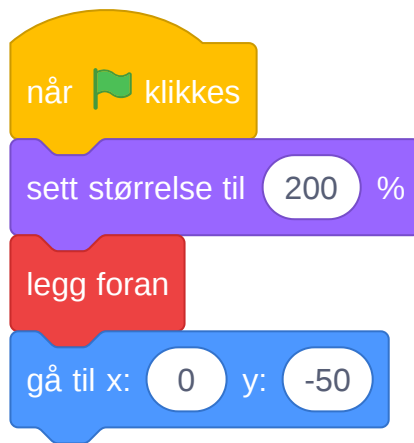 når klikkes
sett størrelse til 200 %
legg foran
gå til x: 0 y: -50